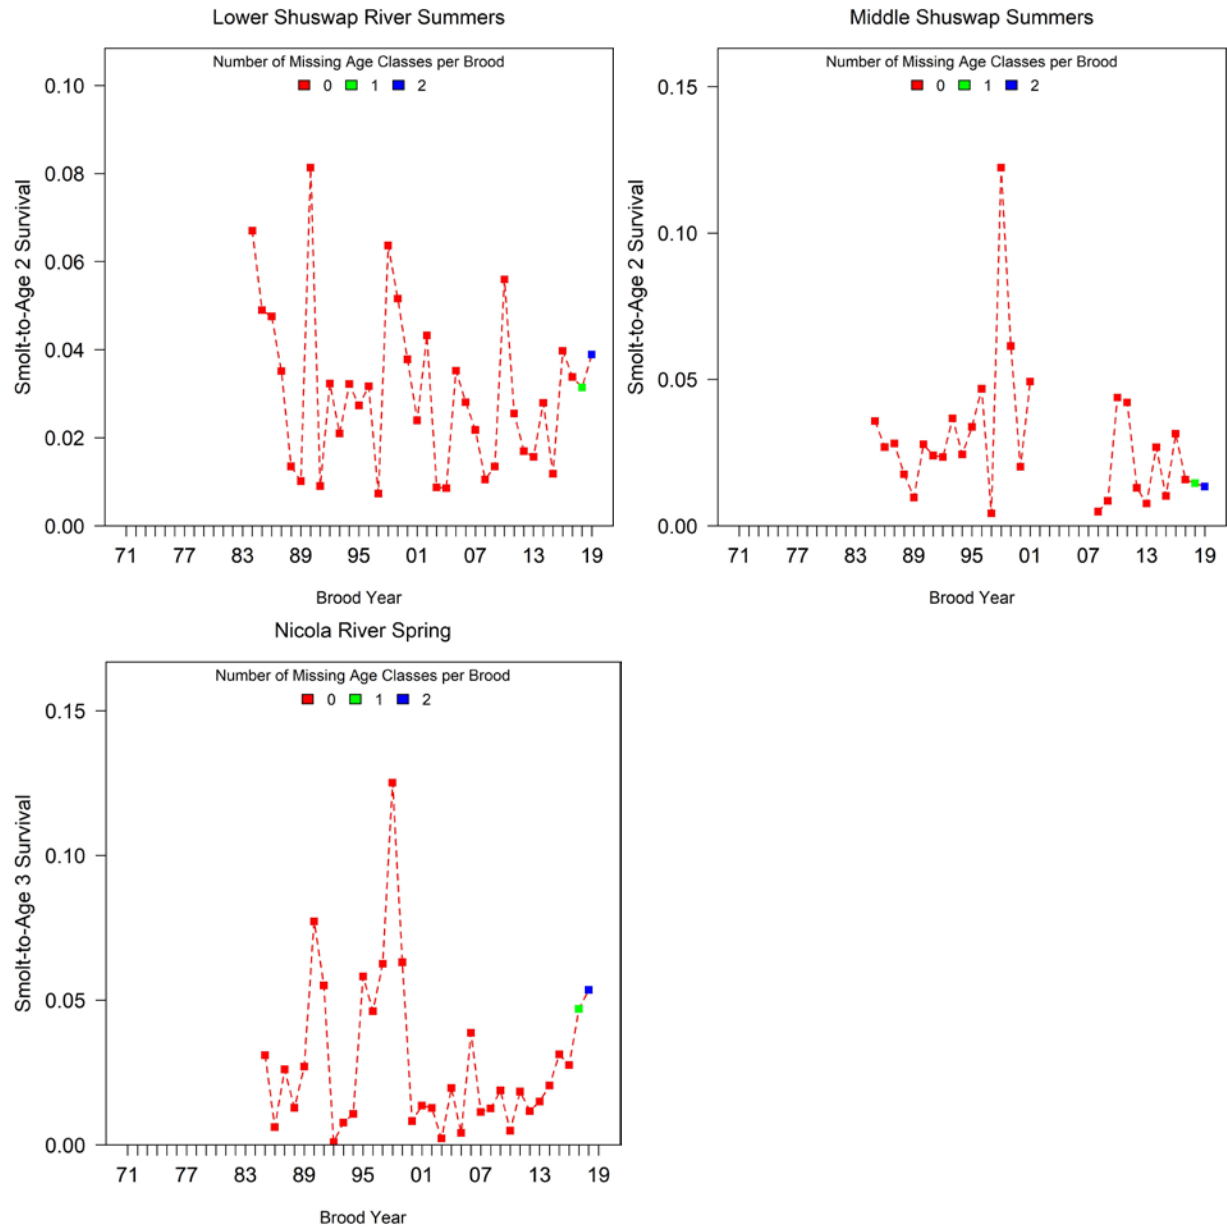 Lower Shuswap River Summers
Number of Missing Age Classes per Brood
0 1 2
Smolt-to-Age 2 Survival
0.10
0.08
0.06
0.04
0.02
0.00
71 77 83 89 95 01 07 13 19
Brood Year
Middle Shuswap Summers
Number of Missing Age Classes per Brood
0 1 2
Smolt-to-Age 2 Survival
0.15
0.10
0.05
0.00
71 77 83 89 95 01 07 13 19
Brood Year
Nicola River Spring
Number of Missing Age Classes per Brood
0 1 2
Smolt-to-Age 3 Survival
0.15
0.10
0.05
0.00
71 77 83 89 95 01 07 13 19
Brood Year